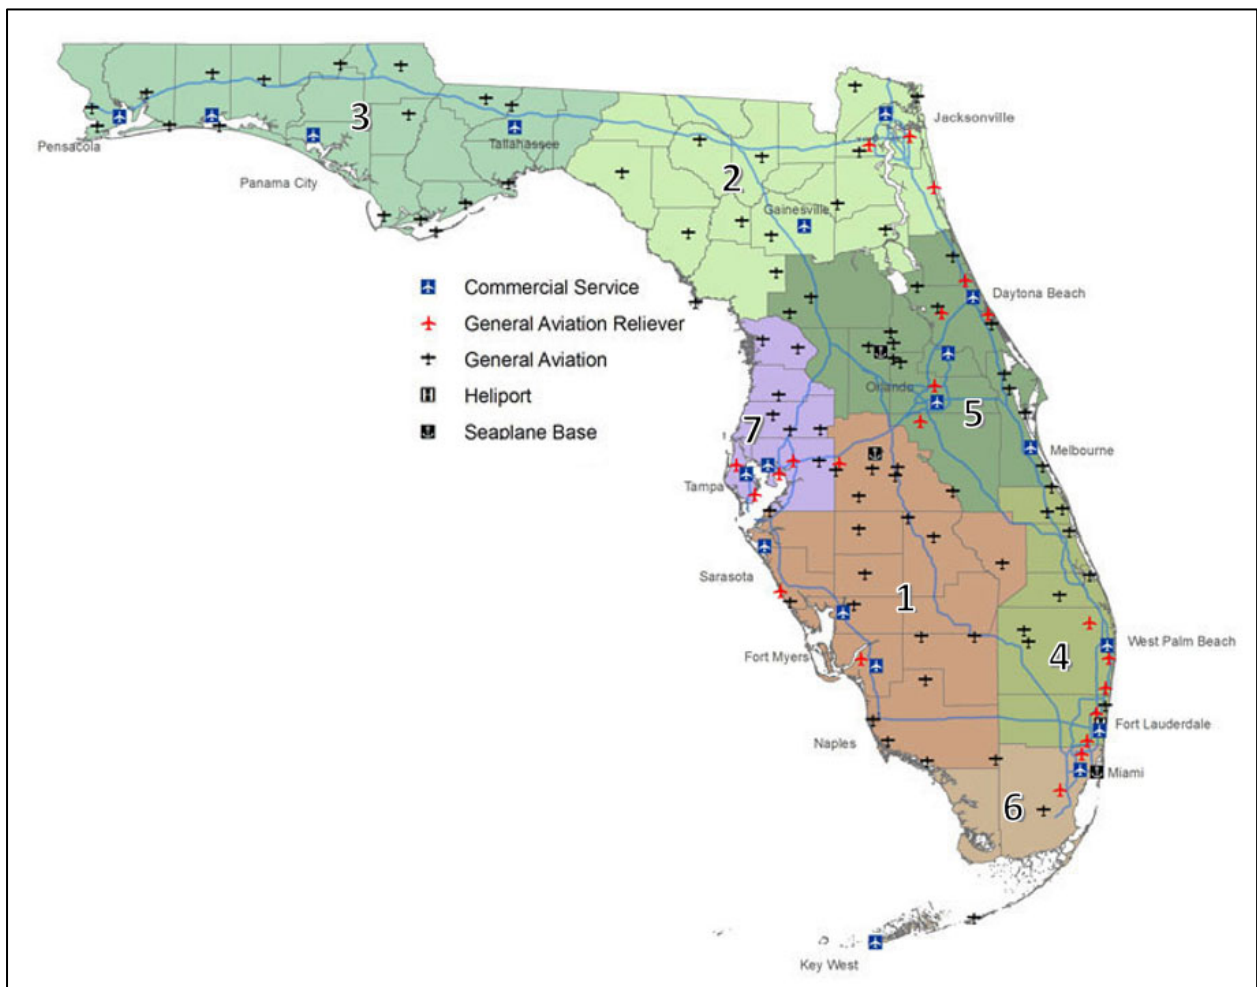 Jacksonville
3
Pensacola
Tallahassee
Panama City
2
Gainesville
Commercial Service
General Aviation Reliever
General Aviation
Heliport
Seaplane Base
Daytona Beach
Orlando
5
7
Melbourne
Tampa
Sarasota
1
Fort Myers
4
West Palm Beach
Fort Lauderdale
Naples
Miami
6
Key West